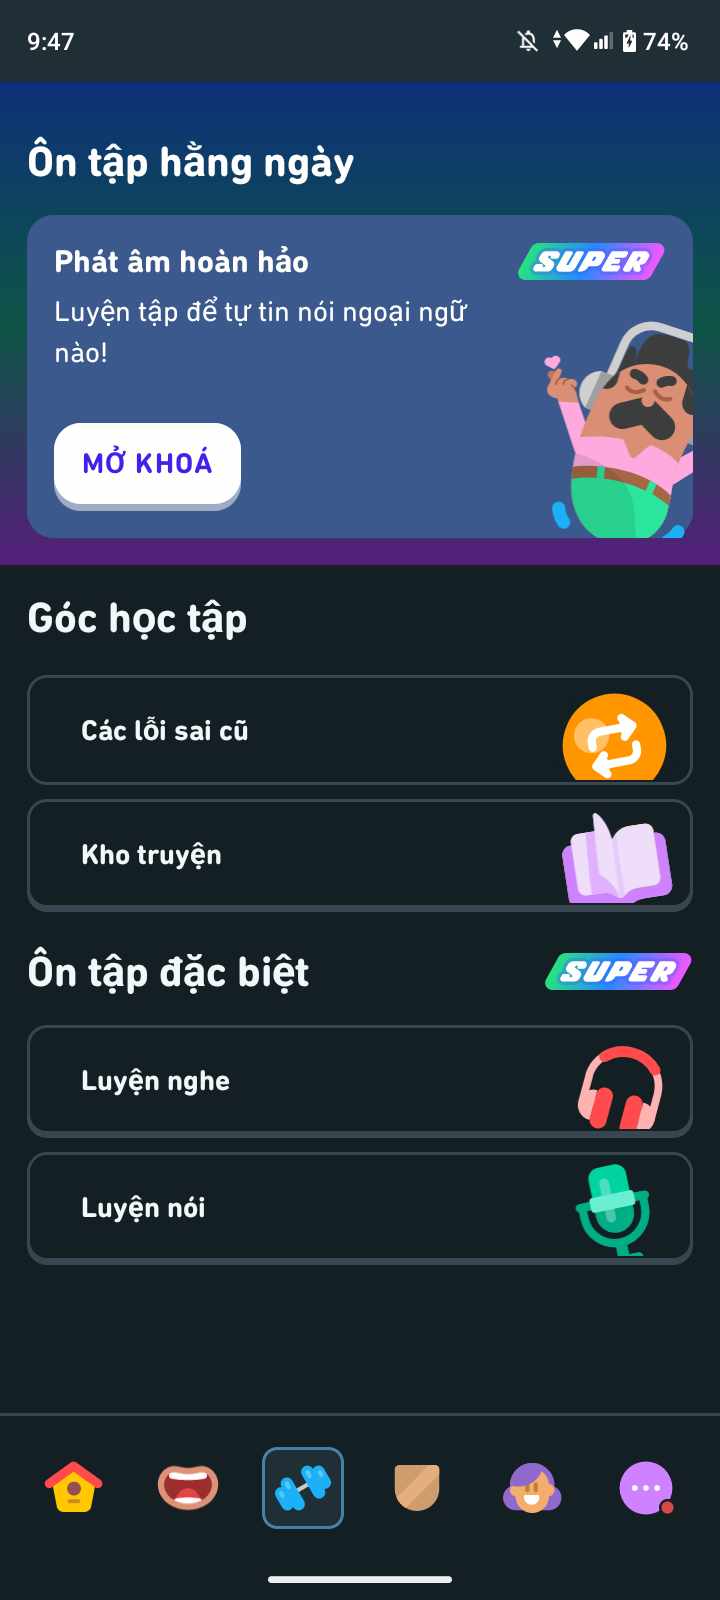 9:47
74%
Ôn tập hằng ngày
Phát âm hoàn hảo
SUPER
Luyện tập để tự tin nói ngoại ngữ
nào!
MỞ KHOÁ
Góc học tập
Các lỗi sai cũ
Kho truyện
Ôn tập đặc biệt
SUPER
Luyện nghe
Luyện nói